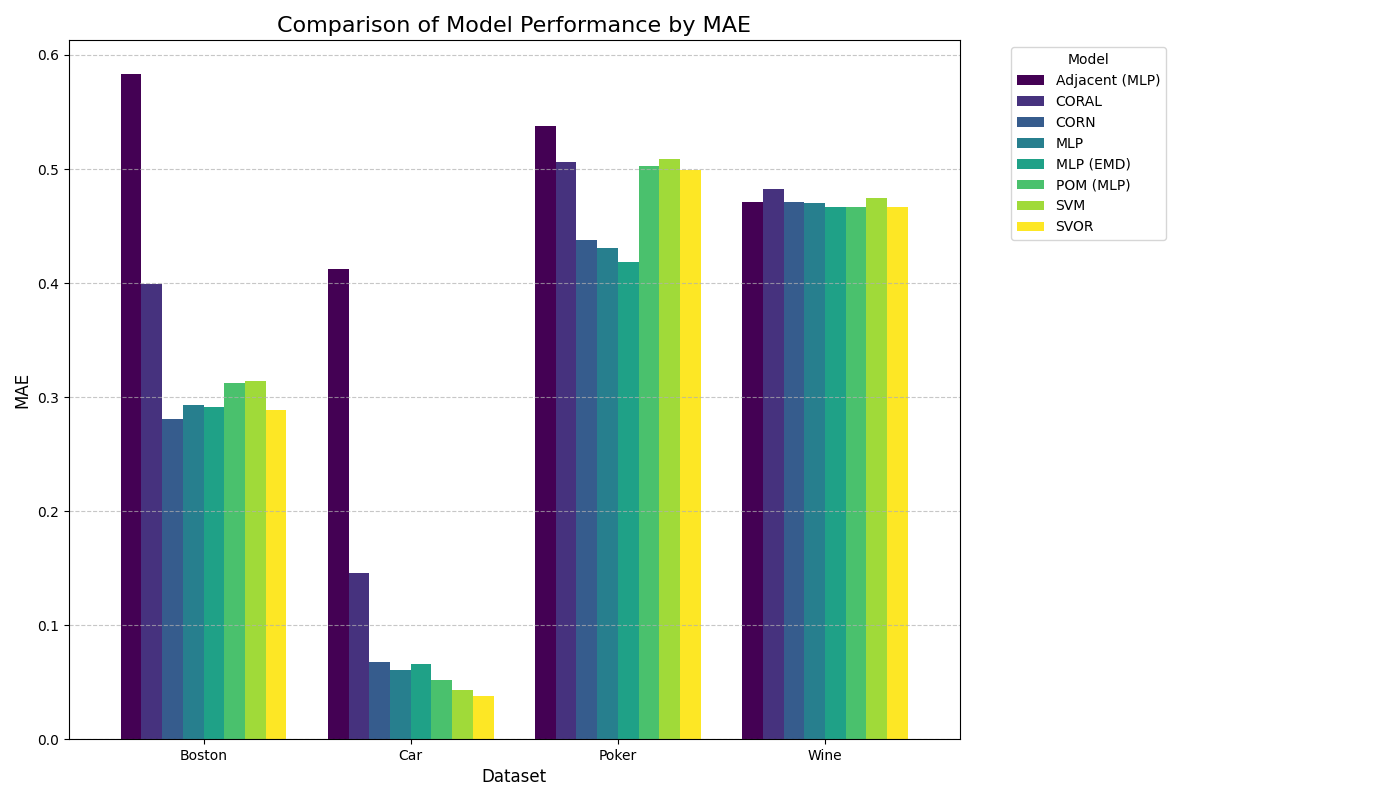 Comparison of Model Performance by MAE
MAE
0.6
0.5
0.4
0.3
0.2
0.1
0.0
Boston
Car
Poker
Wine
Dataset
Model
Adjacent (MLP)
CORAL
CORN
MLP
MLP (EMD)
POM (MLP)
SVM
SVOR